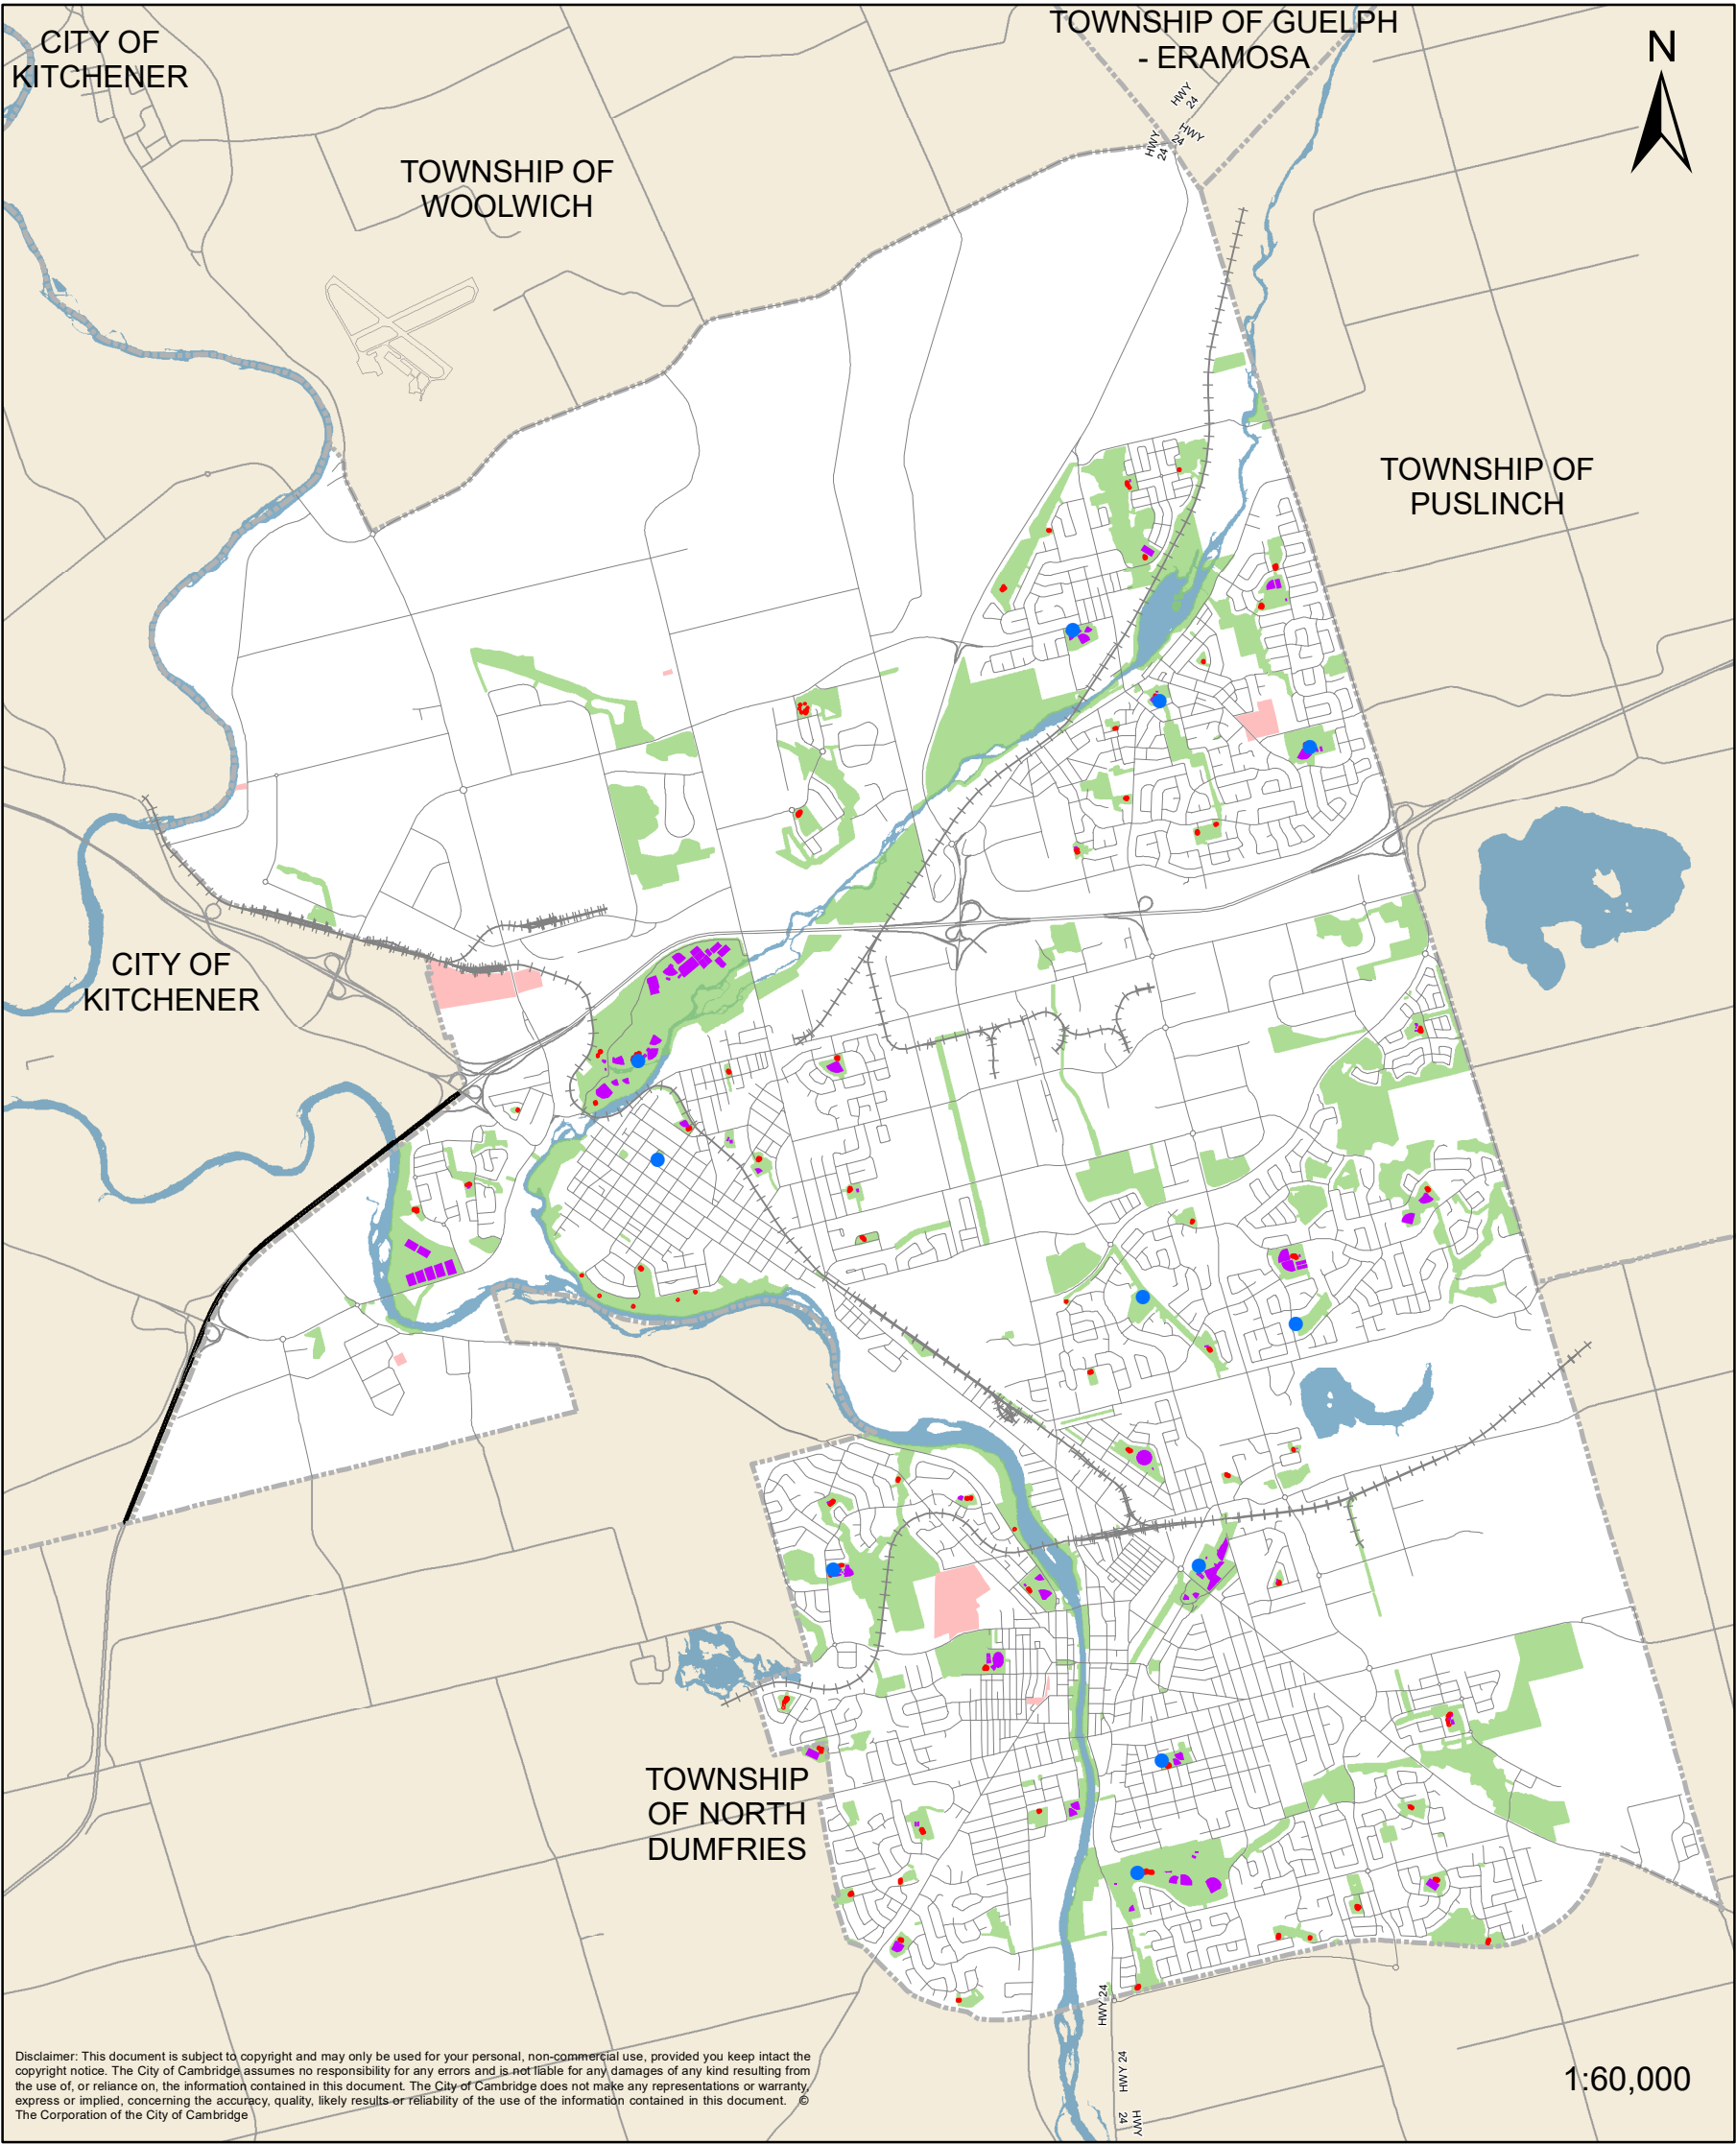 CITY OF
KITCHENER
TOWNSHIP OF GUELPH
- ERAMOSA
N
HWY
24
HWY
24
HWY
24
TOWNSHIP OF
WOOLWICH
TOWNSHIP OF
PUSLINCH
CITY OF
KITCHENER
TOWNSHIP
OF NORTH
DUMFRIES
HWY 24
HWY 24
HWY
24
Disclaimer: This document is subject to copyright and may only be used for your personal, non-commercial use, provided you keep intact the
copyright notice. The City of Cambridge assumes no responsibility for any errors and is not liable for any damages of any kind resulting from
the use of, or reliance on, the information contained in this document. The City of Cambridge does not make any representations or warranty,
express or implied, concerning the accuracy, quality, likely results or reliability of the use of the information contained in this document. ©
The Corporation of the City of Cambridge
1:60,000